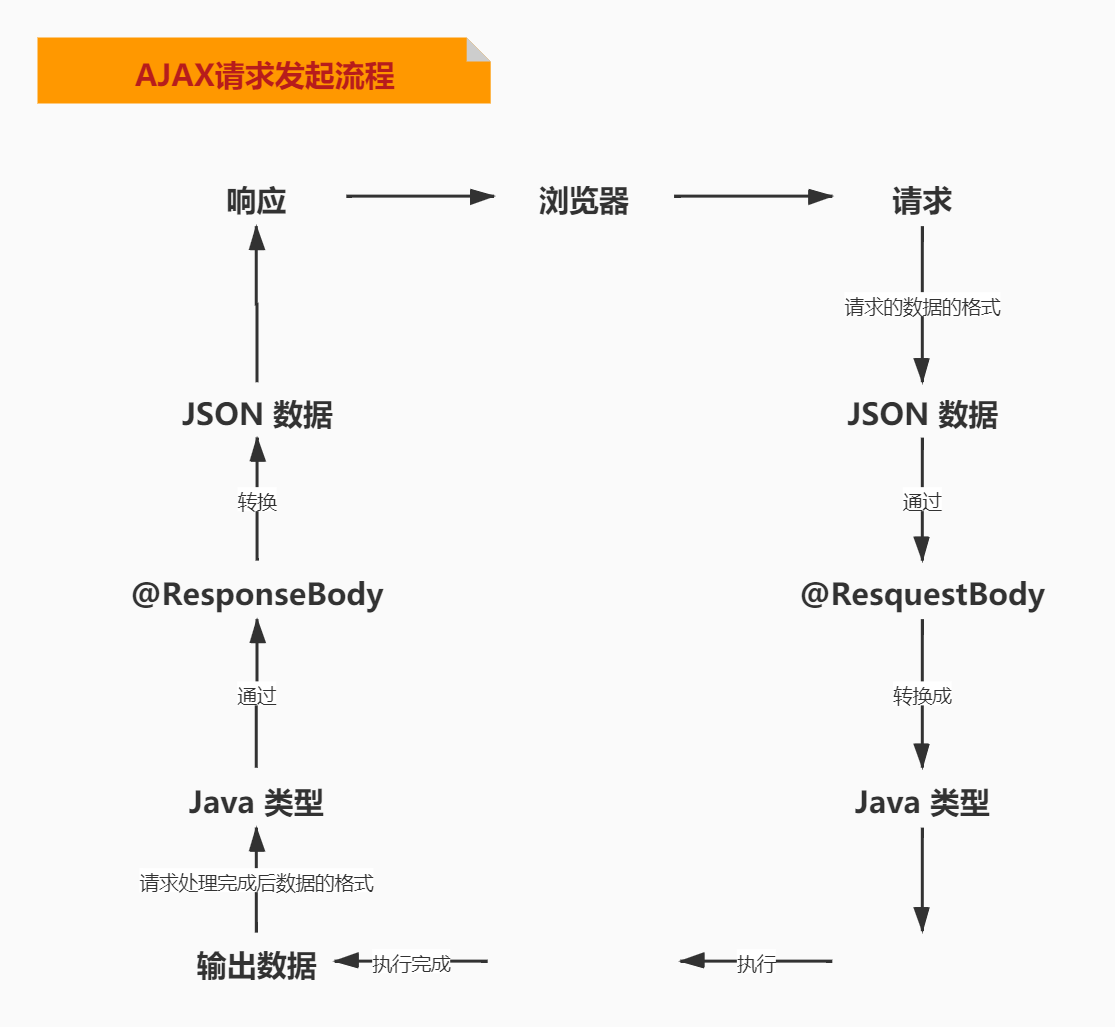 AJAX请求发起流程
响应
浏览器
请求
请求的数据的格式
JSON 数据
JSON 数据
转换
通过
@ResponseBody
@ResquestBody
通过
转换成
Java 类型
Java 类型
请求处理完成后数据的格式
输出数据
执行完成
执行